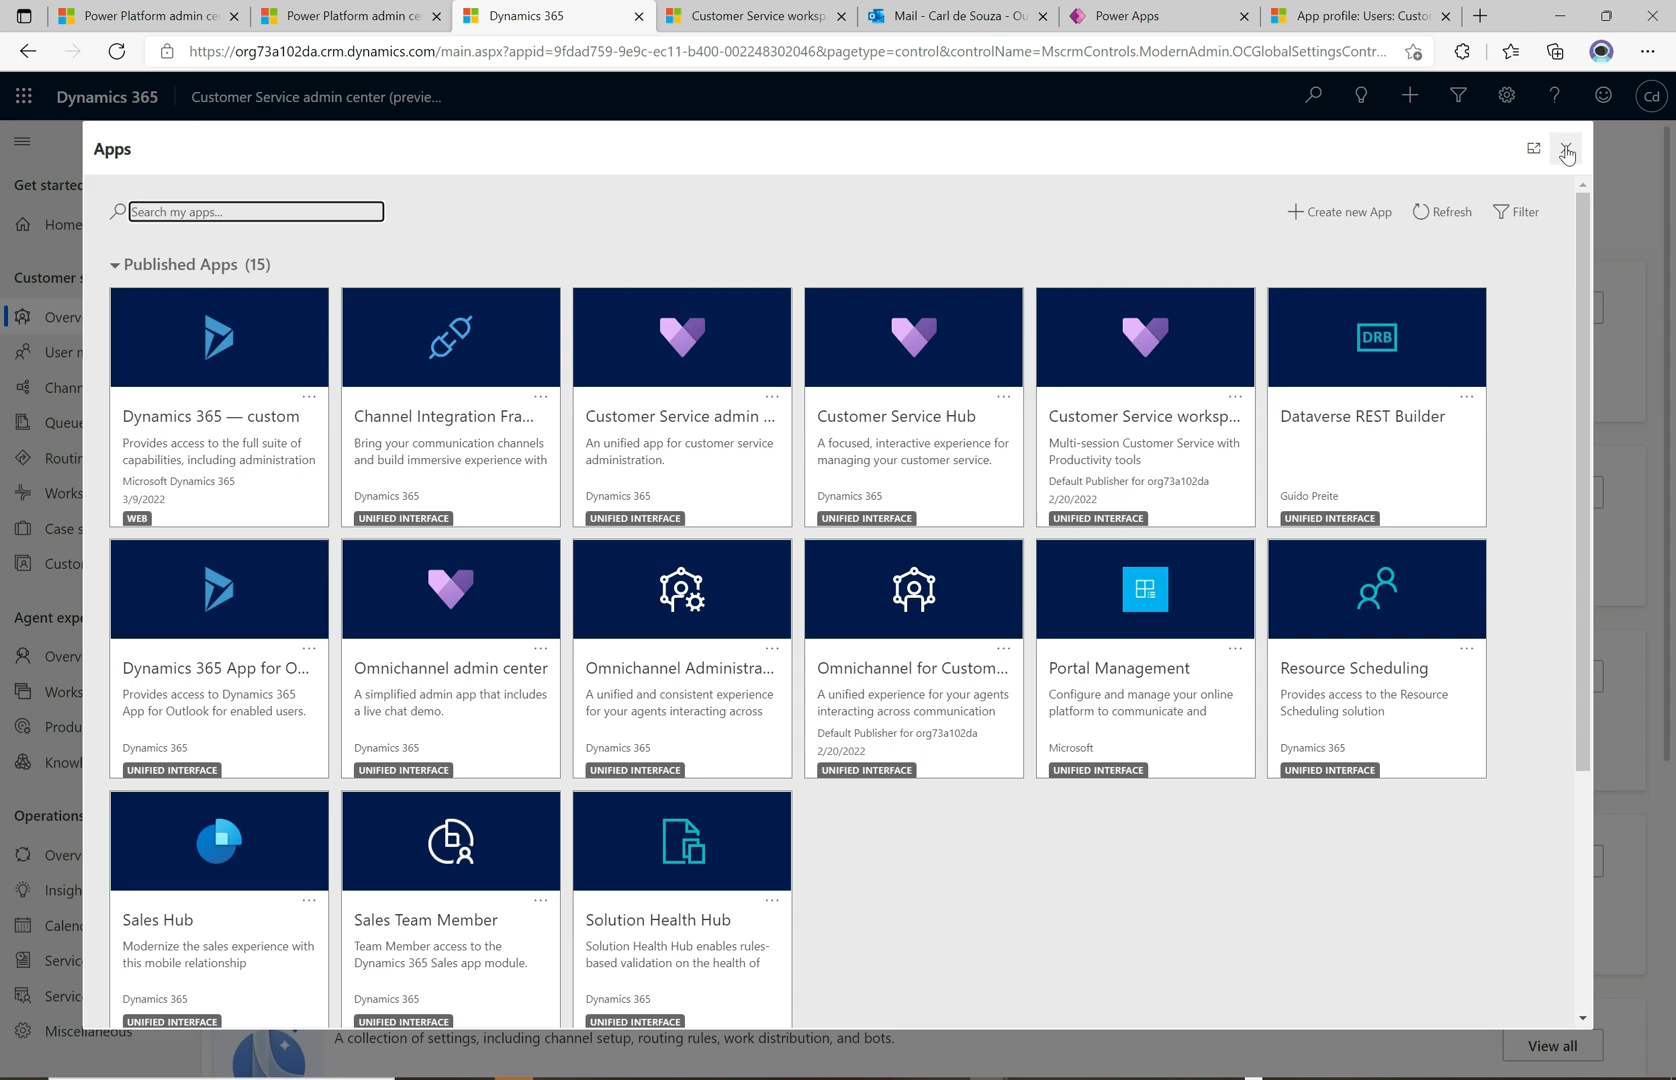 Power Platform admin ce
Power Platform admin ce
Dynamics 365
Customer Service worksp
Mail - Carl de Souza - Ou
Power Apps
App profile: Users: Custo
https://org73a102da.crm.dynamics.com/main.aspx?appid=9fdad759-9e9c-ec11-b400-002248302046&pagetype=control&controlName=MscrmControls.ModernAdmin.OCGlobalSettingsContr...
Dynamics 365
Customer Service admin center (previe...
Cd
Apps
Get started
Home
Customer s
Overv
User m
Chann
Queue
Routin
Works
Case s
Custo
Agent expe
Overv
Works
Produ
Knowl
Operations
Overv
Insigh
Calend
Servic
Servic
Miscellaneous
Search my apps...
Create new App
Refresh
Filter
Published Apps (15)
Dynamics 365 — custom
Provides access to the full suite of
capabilities, including administration
Microsoft Dynamics 365
3/9/2022
WEB
Channel Integration Fra...
Bring your communication channels
and build immersive experience with
Dynamics 365
UNIFIED INTERFACE
Customer Service admin ...
An unified app for customer service
administration.
Dynamics 365
UNIFIED INTERFACE
Customer Service Hub
A focused, interactive experience for
managing your customer service.
Dynamics 365
UNIFIED INTERFACE
Customer Service worksp...
Multi-session Customer Service with
Productivity tools
Default Publisher for org73a102da
2/20/2022
UNIFIED INTERFACE
DRB
Dataverse REST Builder
Guido Preite
UNIFIED INTERFACE
Dynamics 365 App for O...
Provides access to Dynamics 365
App for Outlook for enabled users.
Dynamics 365
UNIFIED INTERFACE
Omnichannel admin center
A simplified admin app that includes
a live chat demo.
Dynamics 365
UNIFIED INTERFACE
Omnichannel Administra...
A unified and consistent experience
for your agents interacting across
Dynamics 365
UNIFIED INTERFACE
Omnichannel for Custom...
A unified experience for your agents
interacting across communication
Default Publisher for org73a102da
2/20/2022
UNIFIED INTERFACE
Portal Management
Configure and manage your online
platform to communicate and
Microsoft
UNIFIED INTERFACE
Resource Scheduling
Provides access to the Resource
Scheduling solution
Dynamics 365
UNIFIED INTERFACE
Sales Hub
Modernize the sales experience with
this mobile relationship
Dynamics 365
UNIFIED INTERFACE
Sales Team Member
Team Member access to the
Dynamics 365 Sales app module.
Dynamics 365
UNIFIED INTERFACE
Solution Health Hub
Solution Health Hub enables rules-
based validation on the health of
Dynamics 365
UNIFIED INTERFACE
A collection of settings, including channel setup, routing rules, work distribution, and bots.
View all